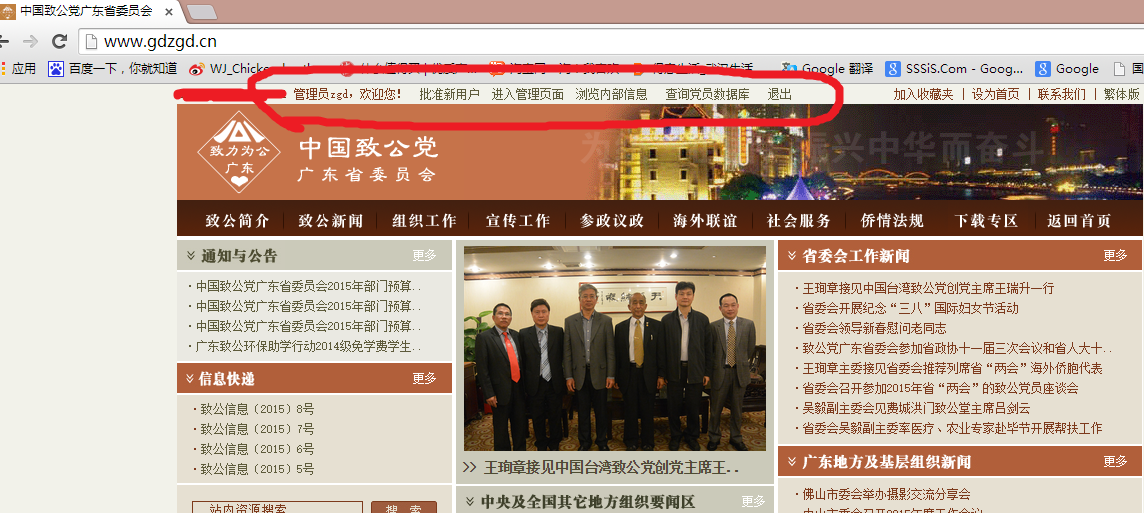 中国致公党广东省委员会
www.gdzgd.cn
应用 百度一下，你就知道 Google 翻译 SSSiS.Com - Goog... Google 国
管理员zgd，欢迎您！ 批准新用户 进入管理页面 浏览内部信息 查询党员数据库 退出
加入收藏夹 | 设为首页 | 联系我们 | 繁体版
致力为公
广东
中国致公党
广东省委员会
振兴中华而奋斗
致公简介 致公新闻 组织工作 宣传工作 参政议政 海外联谊 社会服务 侨情法规 下载专区 返回首页
通知与公告 更多
· 中国致公党广东省委员会2015年部门预算..
· 中国致公党广东省委员会2015年部门预算..
· 中国致公党广东省委员会2015年部门预算..
· 广东致公环保助学行动2014级免学费学生..
信息快递 更多
· 致公信息（2015）8号
· 致公信息（2015）7号
· 致公信息（2015）6号
· 致公信息（2015）5号
站内资源搜索 搜 索
>> 王珣章接见中国台湾致公党创党主席王..
中央及全国其它地方组织要闻区 更多
省委会工作新闻 更多
· 王珣章接见中国台湾致公党创党主席王瑞升一行
· 省委会开展纪念“三八”国际妇女节活动
· 省委会领导新春慰问老同志
· 致公党广东省委会参加省政协十一届三次会议和省人大十..
· 王珣章主委接见省委会推荐列席省“两会”海外侨胞代表
· 省委会召开参加2015年省“两会”的致公党员座谈会
· 吴毅副主委会见费城洪门致公堂主席吕剑云
· 省委会吴毅副主委率医疗、农业专家赴毕节开展帮扶工作
广东地方及基层组织新闻 更多
· 佛山市委会举办摄影交流分享会